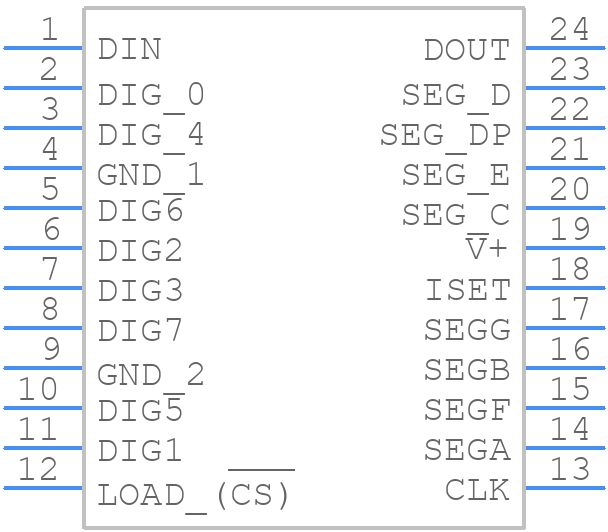 1 DIN DOUT 24
2 DIG_0 SEG_D 23
3 DIG_4 SEG_DP 22
4 GND_1 SEG_E 21
5 DIG6 SEG_C 20
6 DIG2 V+ 19
7 DIG3 ISET 18
8 DIG7 SEGG 17
9 GND_2 SEGB 16
10 DIG5 SEGF 15
11 DIG1 SEGA 14
12 LOAD_(C̅S̅) CLK 13